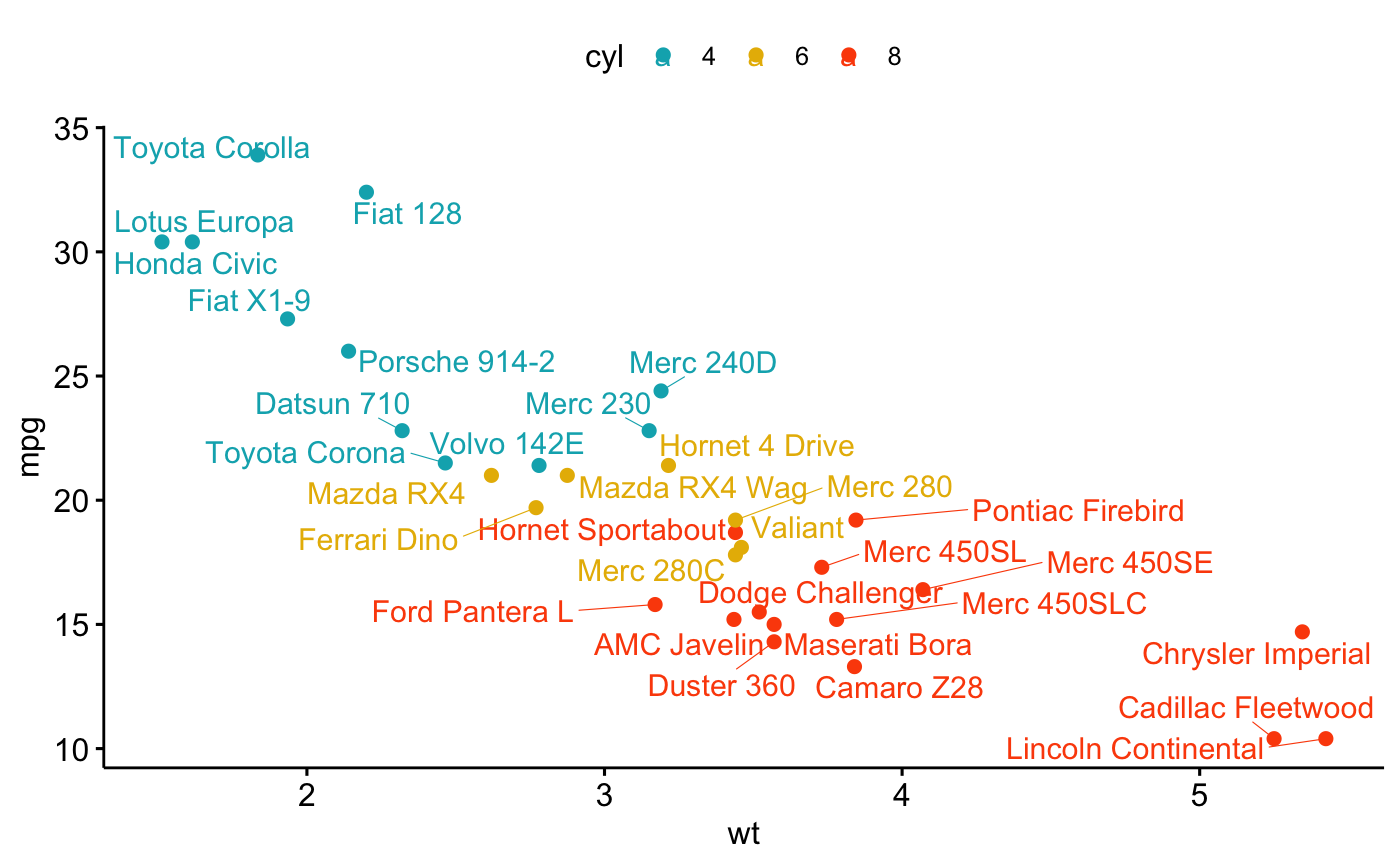 cyl a 4 a 6 a 8
35
Toyota Corolla
Fiat 128
Lotus Europa
30
Honda Civic
Fiat X1-9
Porsche 914-2
Merc 240D
25
Datsun 710
Merc 230
Volvo 142E
Hornet 4 Drive
Toyota Corona
mpg
Mazda RX4
Mazda RX4 Wag
Merc 280
20
Pontiac Firebird
Hornet Sportabout
Valiant
Ferrari Dino
Merc 450SL
Merc 450SE
Merc 280C
Dodge Challenger
Merc 450SLC
Ford Pantera L
15
AMC Javelin
Maserati Bora
Chrysler Imperial
Duster 360
Camaro Z28
Cadillac Fleetwood
10
Lincoln Continental
2 3 4 5
wt